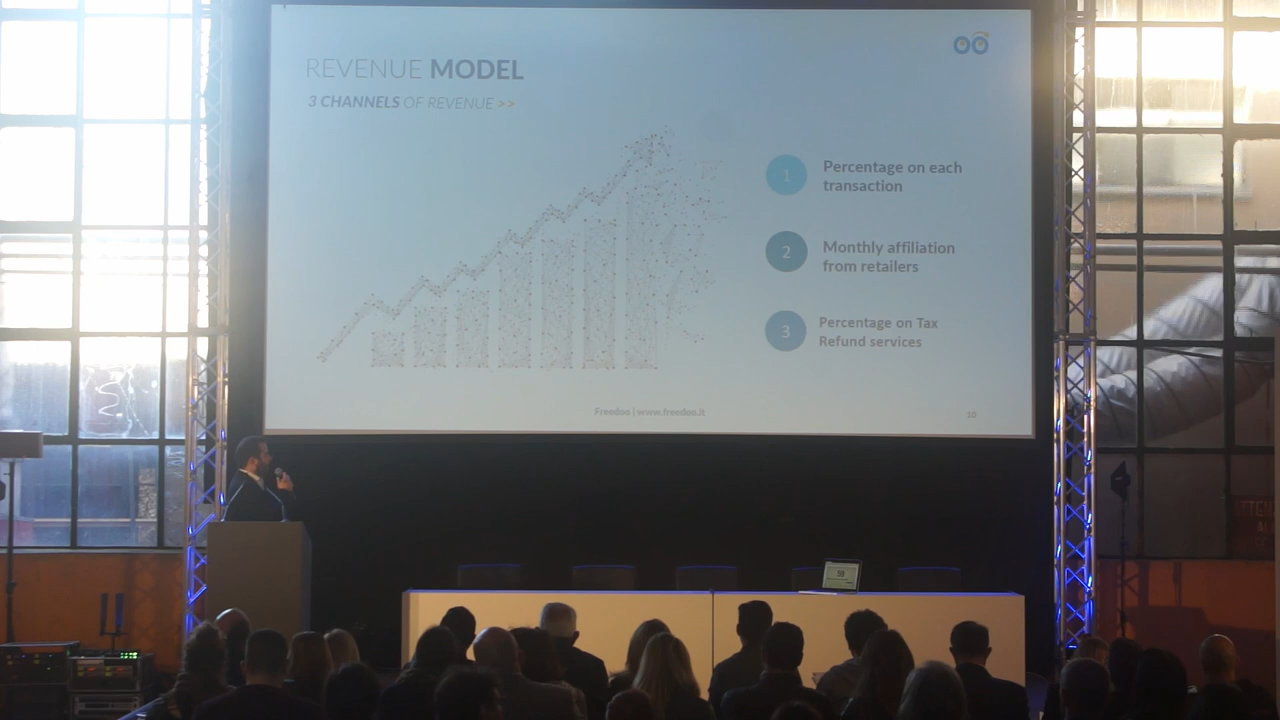 REVENUE MODEL
3 CHANNELS OF REVENUE >>
1
Percentage on each
transaction
2
Monthly affiliation
from retailers
3
Percentage on Tax
Refund services
Freedoo | www.freedoo.it
10